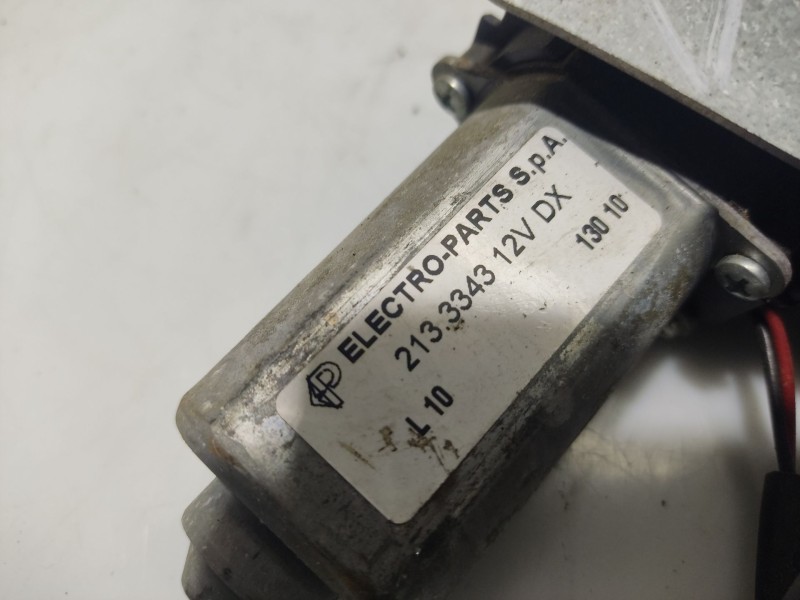 ELECTRO-PARTS S.p.A.
213.3343 12V DX
L 10
130 10